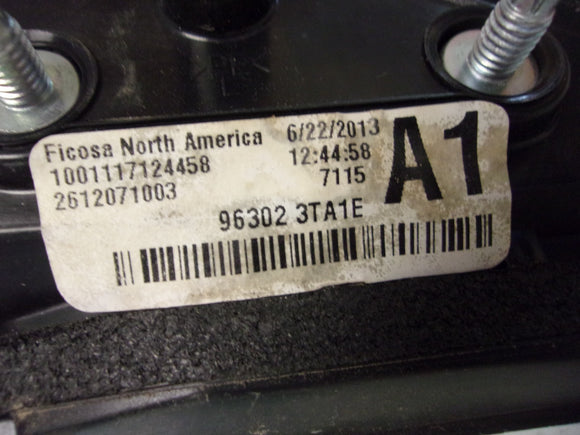 Ficosa North America 6/22/2013
1001117124458 12:44:58
2612071003 7115
A1
96302 3TA1E